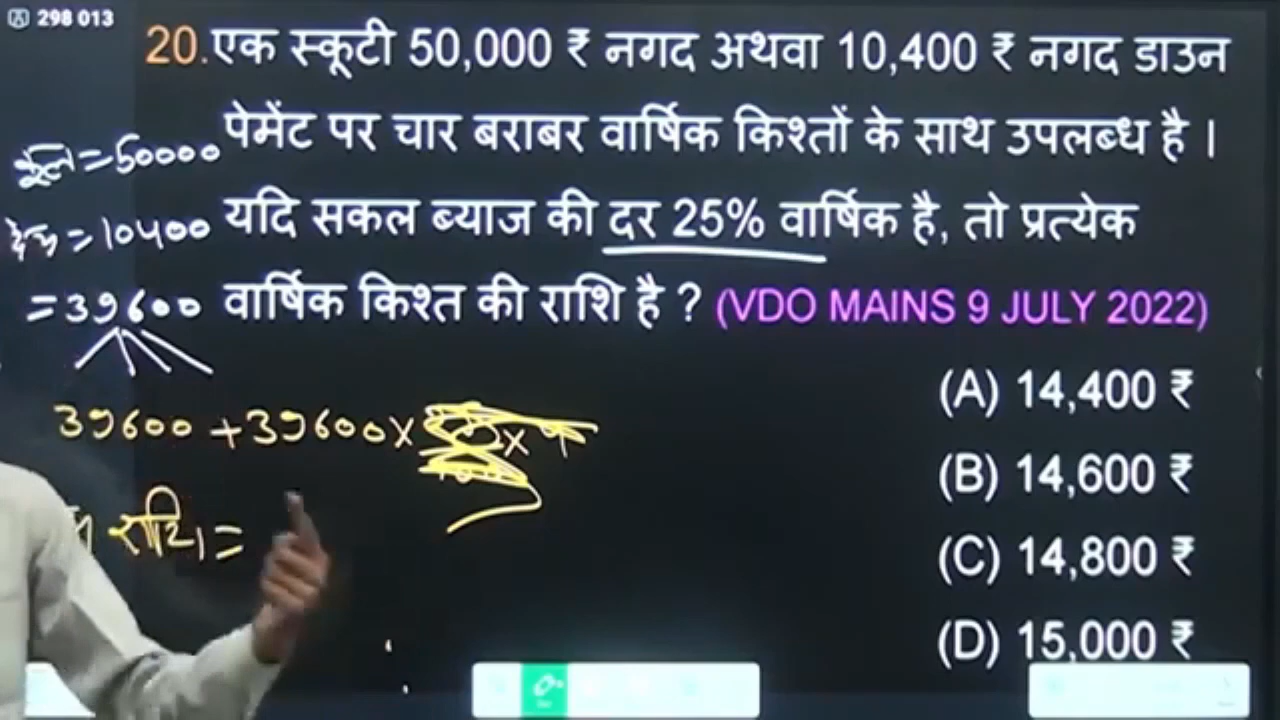 298 013
20.एक स्कूटी 50,000 ₹ नगद अथवा 10,400 ₹ नगद डाउन
पेमेंट पर चार बराबर वार्षिक किश्तों के साथ उपलब्ध है ।
यदि सकल ब्याज की दर 25% वार्षिक है, तो प्रत्येक
वार्षिक किश्त की राशि है ? (VDO MAINS 9 JULY 2022)
=50000
=10400
=39600
39600 + 39600 ×
राशि =
(A) 14,400 ₹
(B) 14,600 ₹
(C) 14,800 ₹
(D) 15,000 ₹